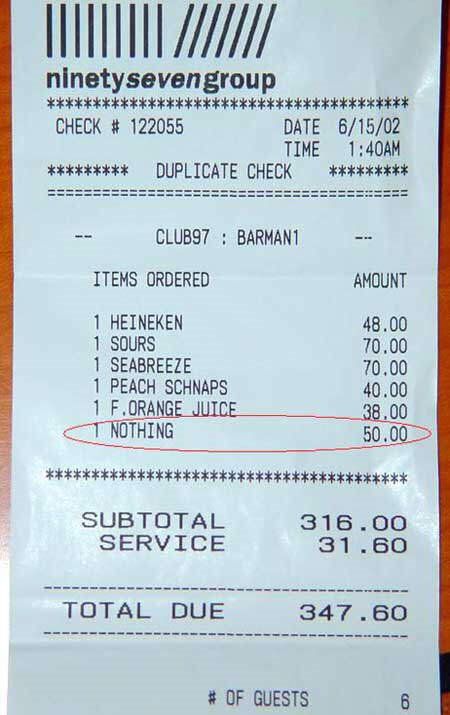 ninetysevengroup
****************************************
CHECK # 122055 DATE 6/15/02
TIME 1:40AM
********* DUPLICATE CHECK *********
========================================
-- CLUB97 : BARMAN1 --
ITEMS ORDERED AMOUNT
1 HEINEKEN 48.00
1 SOURS 70.00
1 SEABREEZE 70.00
1 PEACH SCHNAPS 40.00
1 F.ORANGE JUICE 38.00
1 NOTHING 50.00
****************************************
SUBTOTAL 316.00
SERVICE 31.60
----------------------------------------
TOTAL DUE 347.60
----------------------------------------
# OF GUESTS 6